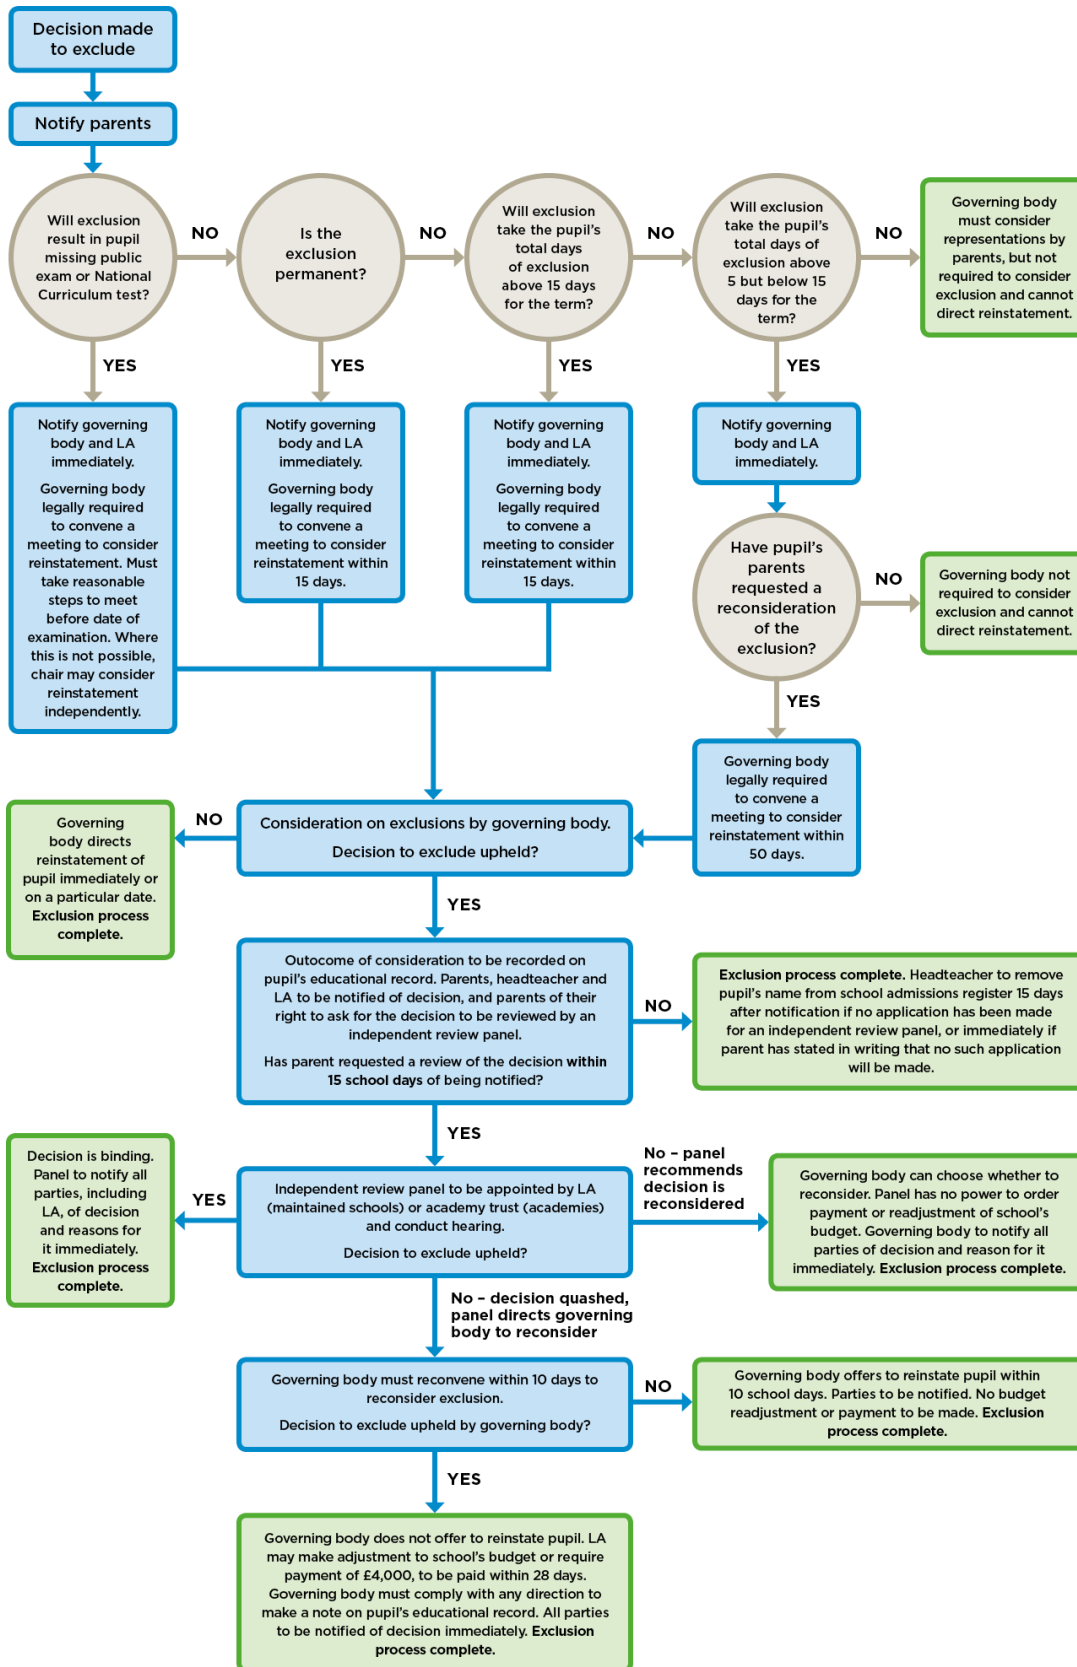 Decision made
to exclude
Notify parents
Will exclusion
result in pupil
missing public
exam or National
Curriculum test?
NO
Is the
exclusion
permanent?
NO
Will exclusion
take the pupil's
total days
of exclusion
above 15 days
for the term?
NO
Will exclusion
take the pupil's
total days of
exclusion above
5 but below 15
days for the
term?
NO
Governing body
must consider
representations by
parents, but not
required to consider
exclusion and cannot
direct reinstatement.
YES
YES
YES
YES
Notify governing
body and LA
immediately.
Governing body
legally required
to convene a
meeting to consider
reinstatement. Must
take reasonable
steps to meet
before date of
examination. Where
this is not possible,
chair may consider
reinstatement
independently.
Notify governing
body and LA
immediately.
Governing body
legally required
to convene a
meeting to consider
reinstatement within
15 days.
Notify governing
body and LA
immediately.
Governing body
legally required
to convene a
meeting to consider
reinstatement within
15 days.
Notify governing
body and LA
immediately.
Have pupil's
parents
requested a
reconsideration
of the
exclusion?
NO
Governing body not
required to consider
exclusion and cannot
direct reinstatement.
YES
Governing body
legally required
to convene a
meeting to consider
reinstatement within
50 days.
Consideration on exclusions by governing body.
Decision to exclude upheld?
NO
Governing
body directs
reinstatement of
pupil immediately or
on a particular date.
Exclusion process
complete.
YES
Outocome of consideration to be recorded on
pupil's educational record. Parents, headteacher and
LA to be notified of decision, and parents of their
right to ask for the decision to be reviewed by an
independent review panel.
Has parent requested a review of the decision within
15 school days of being notified?
NO
Exclusion process complete. Headteacher to remove
pupil's name from school admissions register 15 days
after notification if no application has been made
for an independent review panel, or immediately if
parent has stated in writing that no such application
will be made.
YES
Independent review panel to be appointed by LA
(maintained schools) or academy trust (academies)
and conduct hearing.
Decision to exclude upheld?
YES
Decision is binding.
Panel to notify all
parties, including
LA, of decision
and reasons for
it immediately.
Exclusion process
complete.
No – panel
recommends
decision is
reconsidered
Governing body can choose whether to
reconsider. Panel has no power to order
payment or readjustment of school's
budget. Governing body to notify all
parties of decision and reason for it
immediately. Exclusion process complete.
No – decision quashed,
panel directs governing
body to reconsider
Governing body must reconvene within 10 days to
reconsider exclusion.
Decision to exclude upheld by governing body?
NO
Governing body offers to reinstate pupil within
10 school days. Parties to be notified. No budget
readjustment or payment to be made. Exclusion
process complete.
YES
Governing body does not offer to reinstate pupil. LA
may make adjustment to school's budget or require
payment of £4,000, to be paid within 28 days.
Governing body must comply with any direction to
make a note on pupil's educational record. All parties
to be notified of decision immediately. Exclusion
process complete.